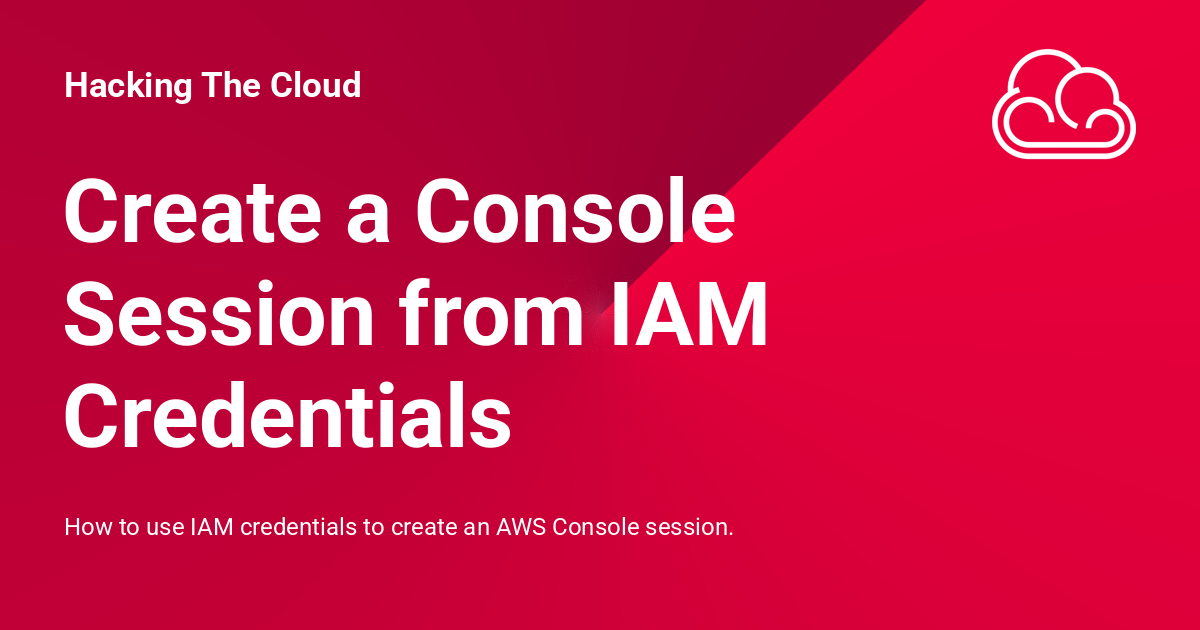 Hacking The Cloud
Create a Console
Session from IAM
Credentials
How to use IAM credentials to create an AWS Console session.